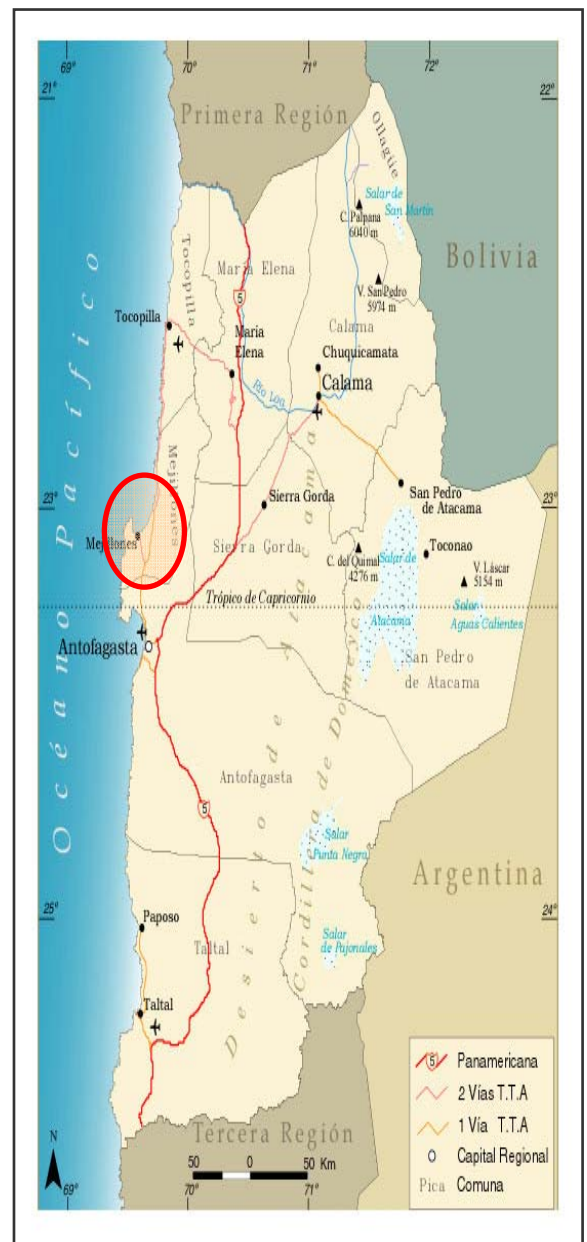 69° 70° 71° 72°
21° 22°
Primera Región
Ollagüe
Salar de
San Martín
C. Palpana
6040 m
Bolivia
Tocopilla
María Elena
V. San Pedro
5974 m
5
Calama
Tocopilla
María
Elena
Chuquicamata
Calama
Río Loa
Océano Pacífico
Mejillones
23° 23°
Sierra Gorda
San Pedro
de Atacama
Mejillones
Sierra Gorda
C. del Quimal
4276 m
Salar de
Atacama
Toconao
V. Láscar
5154 m
Trópico de Capricornio
Salar
Aguas Calientes
Antofagasta
San Pedro
de Atacama
Desierto de Atacama
Cordillera de Domeyko
Antofagasta
5
Salar
Punta Negra
Argentina
25° 24°
Paposo
Taltal
Salar
de Pajonales
Taltal
5 Panamericana
2 Vías T.T.A
1 Vía T.T.A
Capital Regional
Pica Comuna
Tercera Región
N
50 0 50 Km
69° 70° 71°